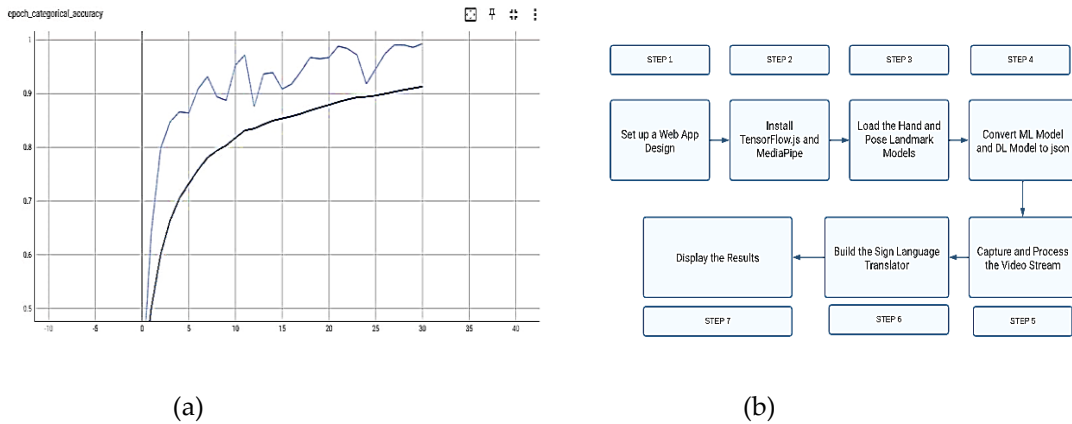 epoch_categorical_accuracy
1
0.9
0.8
0.7
0.6
0.5
-10 -5 0 5 10 15 20 25 30 35 40
(a)
STEP 1 STEP 2 STEP 3 STEP 4
Set up a Web App
Design
Install
TensorFlow.js and
MediaPipe
Load the Hand and
Pose Landmark
Models
Convert ML Model
and DL Model to json
Capture and Process
the Video Stream
Build the Sign Language
Translator
Display the Results
STEP 7 STEP 6 STEP 5
(b)